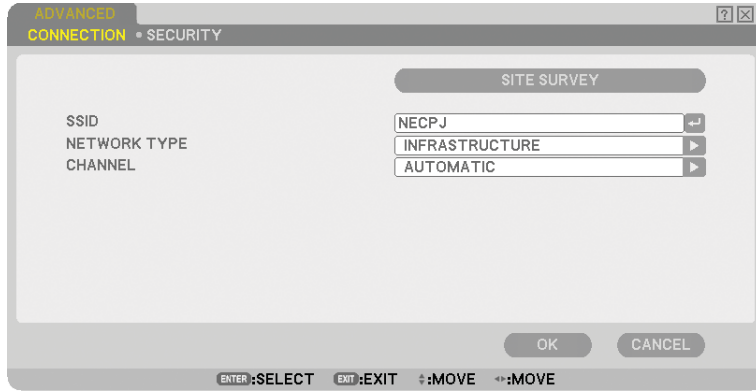 ADVANCED
? ×
CONNECTION • SECURITY
SITE SURVEY
SSID NECPJ
NETWORK TYPE INFRASTRUCTURE
CHANNEL AUTOMATIC
OK CANCEL
ENTER :SELECT EXIT :EXIT :MOVE :MOVE